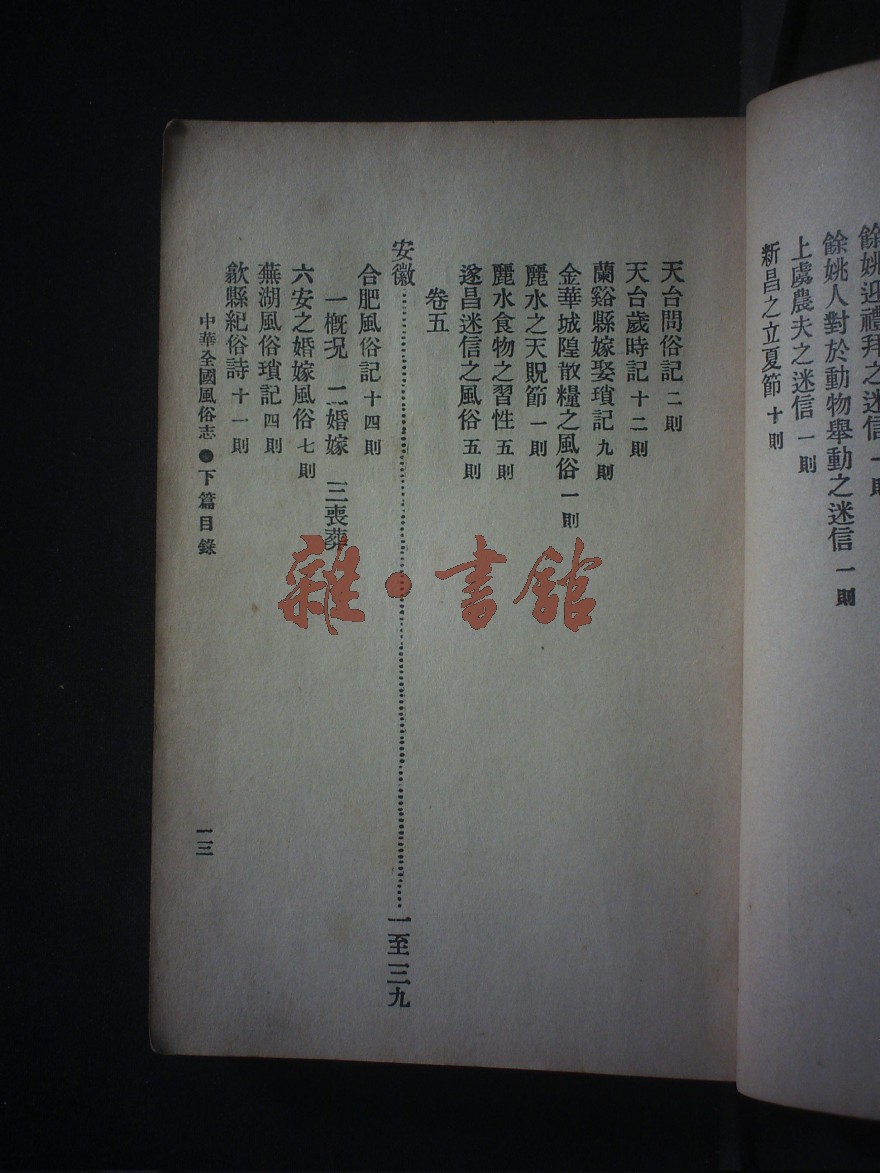 餘姚迎禮拜之迷信 一則
餘姚人對於動物舉動之迷信 一則
上虞農夫之迷信 一則
新昌之立夏節 十則
天台問俗記 二則
天台歲時記 十二則
蘭谿縣嫁娶瑣記 九則
金華城隍散糧之風俗 一則
麗水之天貺節 一則
麗水食物之習性 五則
遂昌迷信之風俗 五則
卷五
安徽 一至三九
合肥風俗記 十四則
一概况 二婚嫁 三喪葬
六安之婚嫁風俗 七則
蕪湖風俗瑣記 四則
歙縣紀俗詩 十一則
中華全國風俗志●下篇目錄
一三
雜·書館